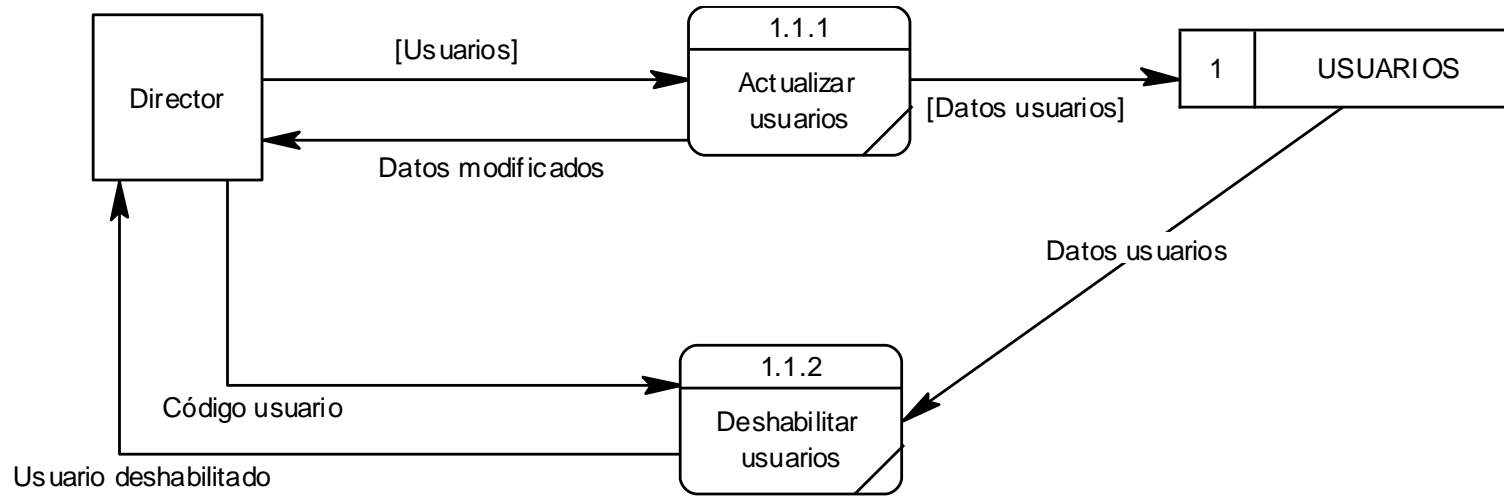 1.1.1
[Usuarios]
Actualizar
usuarios
Director
1
USUARIOS
[Datos usuarios]
Datos modificados
Datos usuarios
1.1.2
Código usuario
Deshabilitar
usuarios
Usuario deshabilitado